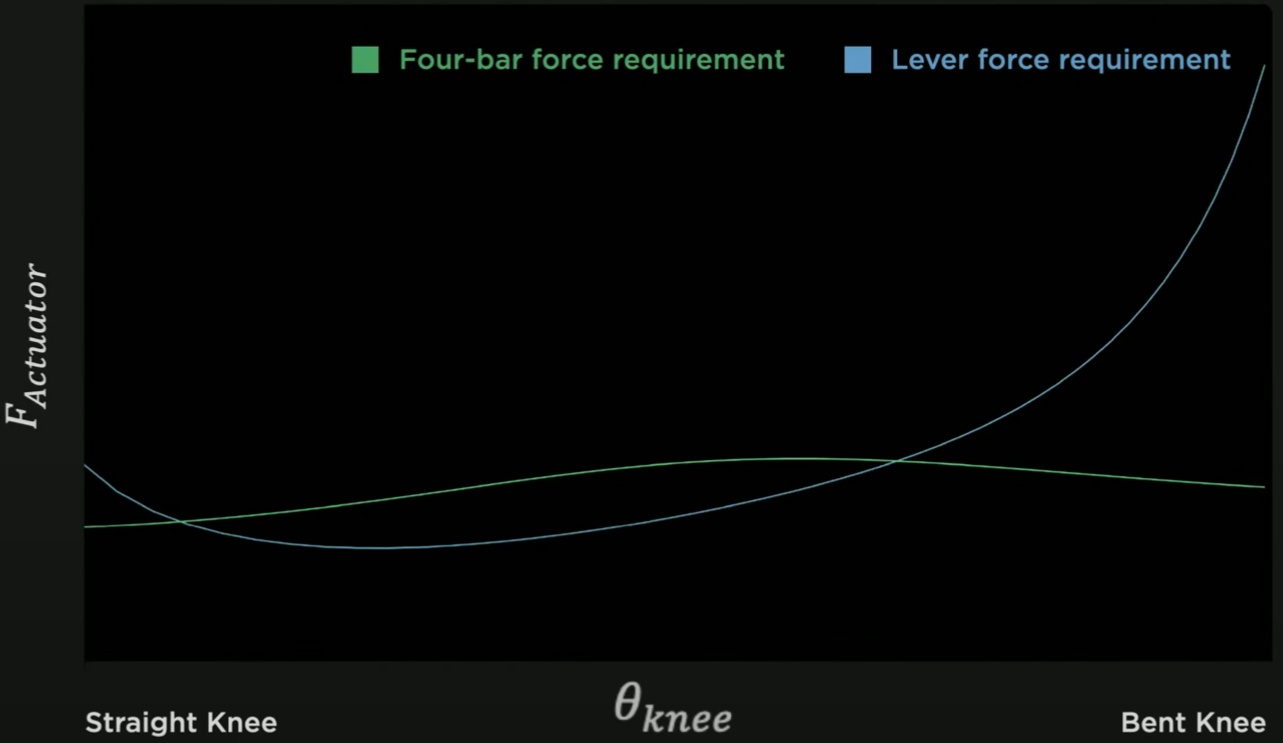 Four-bar force requirement
Lever force requirement
F_Actuator
θ_knee
Straight Knee
Bent Knee